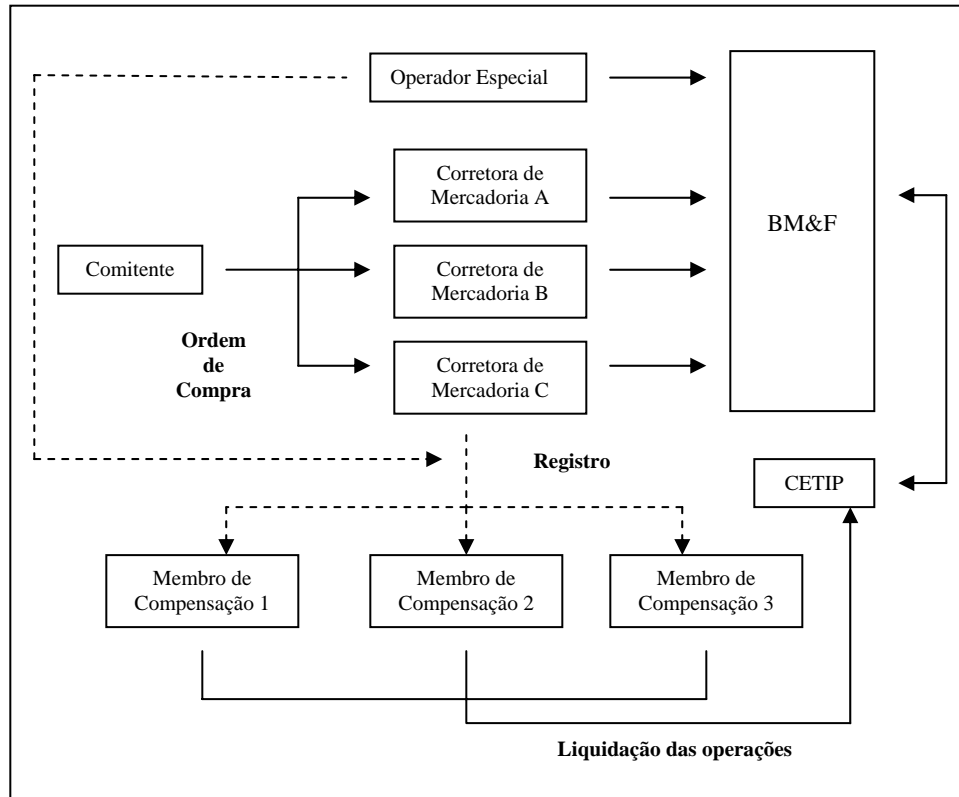 Operador Especial
Corretora de
Mercadoria A
BM&F
Comitente
Corretora de
Mercadoria B
Ordem
de
Compra
Corretora de
Mercadoria C
Registro
CETIP
Membro de
Compensação 1
Membro de
Compensação 2
Membro de
Compensação 3
Liquidação das operações